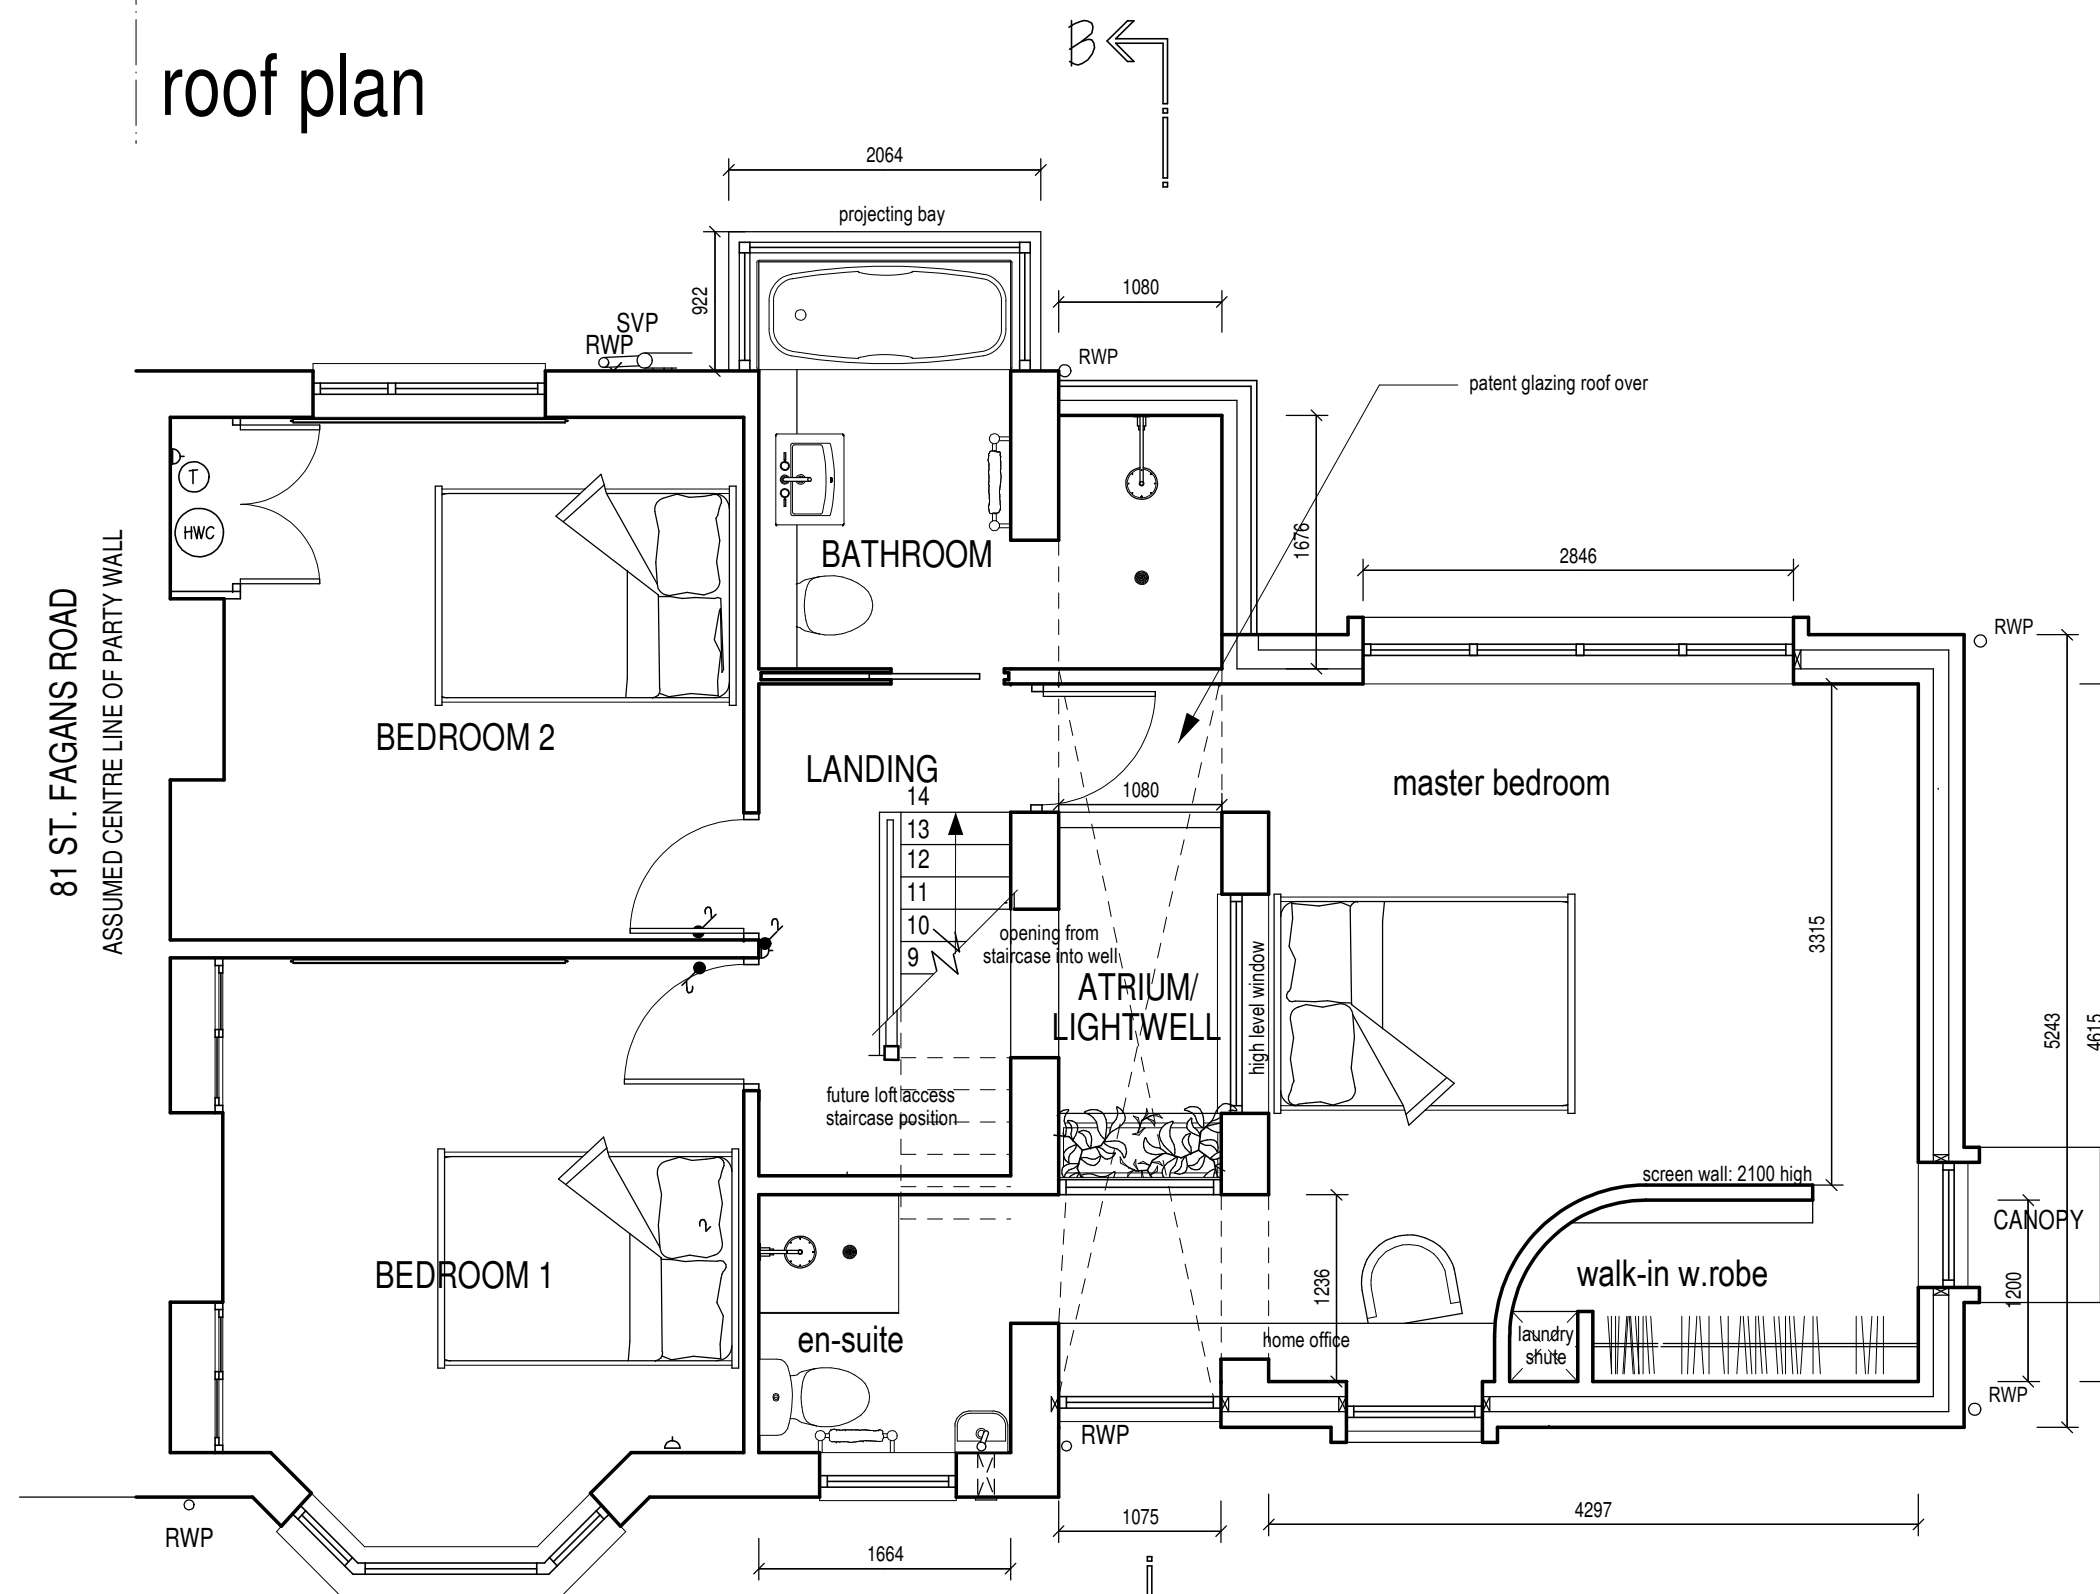 B
roof plan
2064
projecting bay
922
1080
SVP
RWP
RWP
patent glazing roof over
T
HWC
1676
2846
BATHROOM
81 ST. FAGANS ROAD
ASSUMED CENTRE LINE OF PARTY WALL
RWP
BEDROOM 2
LANDING
master bedroom
14
13
12
11
10
9
1080
opening from
staircase into well
ATRIUM/
LIGHTWELL
high level window
3315
5243
4615
2
2
2
future loft access
staircase position
screen wall: 2100 high
CANOPY
2
BEDROOM 1
walk-in w.robe
1236
1200
en-suite
home office
laundry
shute
RWP
RWP
RWP
1075
4297
1664